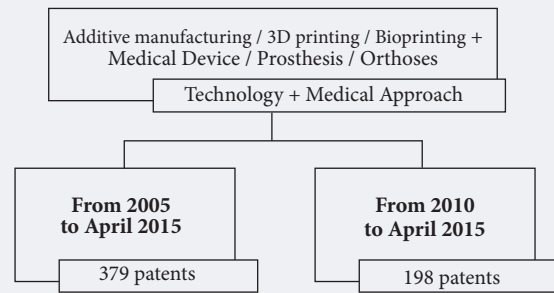 Additive manufacturing / 3D printing / Bioprinting +
Medical Device / Prosthesis / Orthoses
Technology + Medical Approach
From 2005
to April 2015
379 patents
From 2010
to April 2015
198 patents